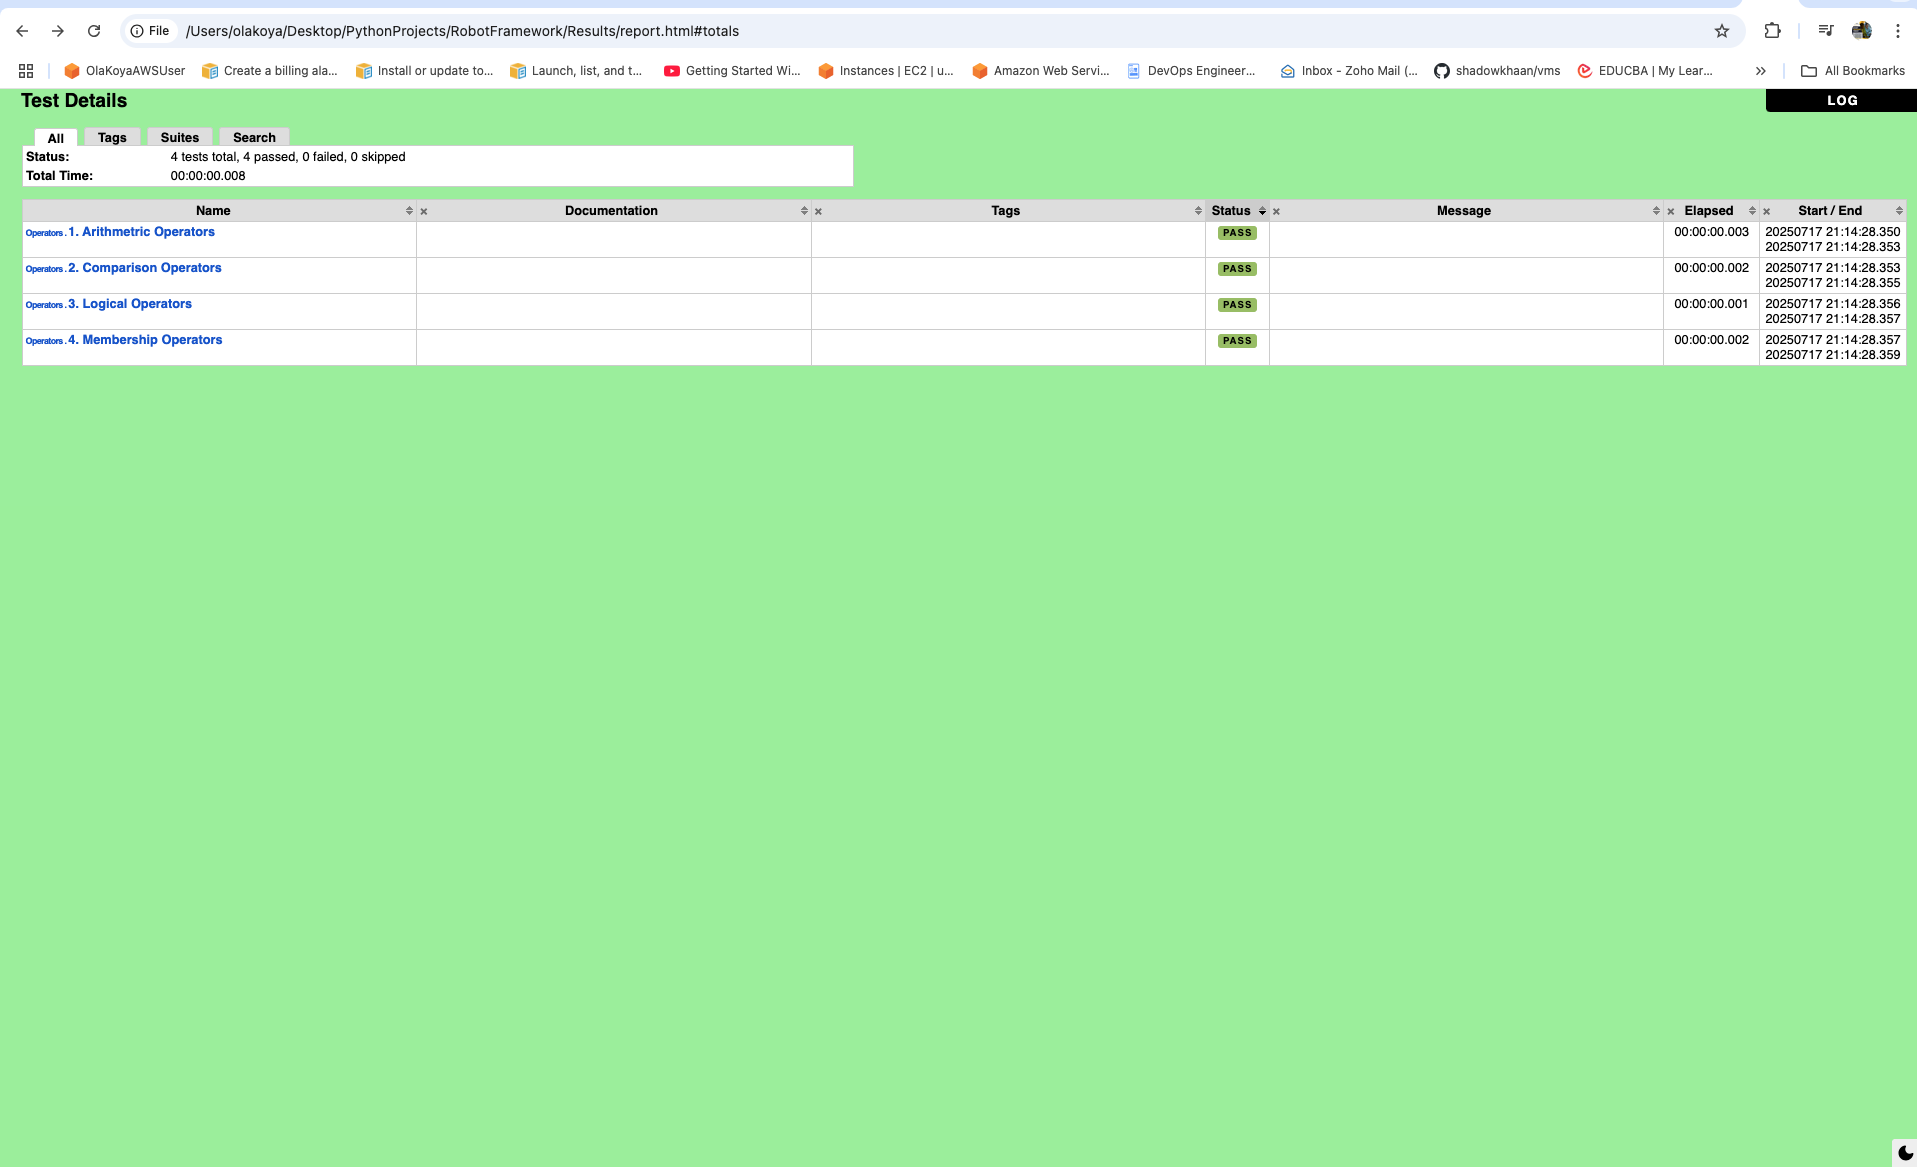 File /Users/olakoya/Desktop/PythonProjects/RobotFramework/Results/report.html#totals
OlaKoyaAWSUser Create a billing ala... Install or update to... Launch, list, and t... Getting Started Wi... Instances | EC2 | u... Amazon Web Servi... DevOps Engineer... Inbox - Zoho Mail (... shadowkhaan/vms EDUCBA | My Lear... » All Bookmarks
Test Details
LOG
All Tags Suites Search
Status: 4 tests total, 4 passed, 0 failed, 0 skipped
Total Time: 00:00:00.008
Name × Documentation × Tags Status × Message × Elapsed × Start / End
Operators . 1. Arithmetric Operators PASS 00:00:00.003 20250717 21:14:28.350
20250717 21:14:28.353
Operators . 2. Comparison Operators PASS 00:00:00.002 20250717 21:14:28.353
20250717 21:14:28.355
Operators . 3. Logical Operators PASS 00:00:00.001 20250717 21:14:28.356
20250717 21:14:28.357
Operators . 4. Membership Operators PASS 00:00:00.002 20250717 21:14:28.357
20250717 21:14:28.359